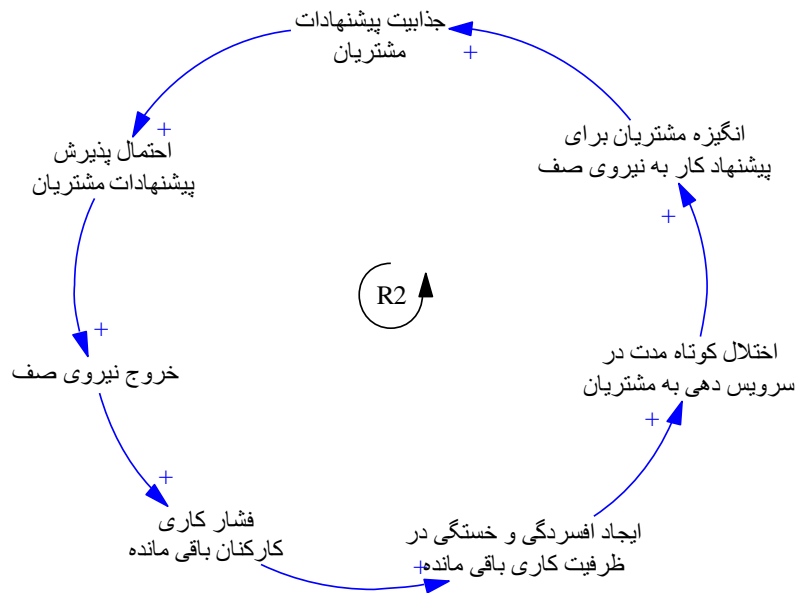 جذابیت پیشنهادات
مشتریان
+
+
انگیزه مشتریان برای
پیشنهاد کار به نیروی صف
+
احتمال پذیرش
پیشنهادات مشتریان
+
R2
+
اختلال کوتاه مدت در
سرویس دهی به مشتریان
+
خروج نیروی صف
+
فشار کاری
کارکنان باقی مانده
ایجاد افسردگی و خستگی در
ظرفیت کاری باقی مانده
+